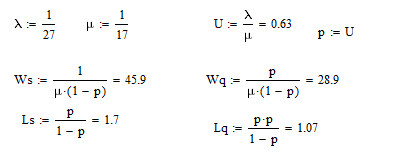 λ := 1/27 μ := 1/17 U := λ/μ = 0.63 p := U
Ws := 1/(μ·(1 − p)) = 45.9 Wq := p/(μ·(1 − p)) = 28.9
Ls := p/(1 − p) = 1.7 Lq := p·p/(1 − p) = 1.07